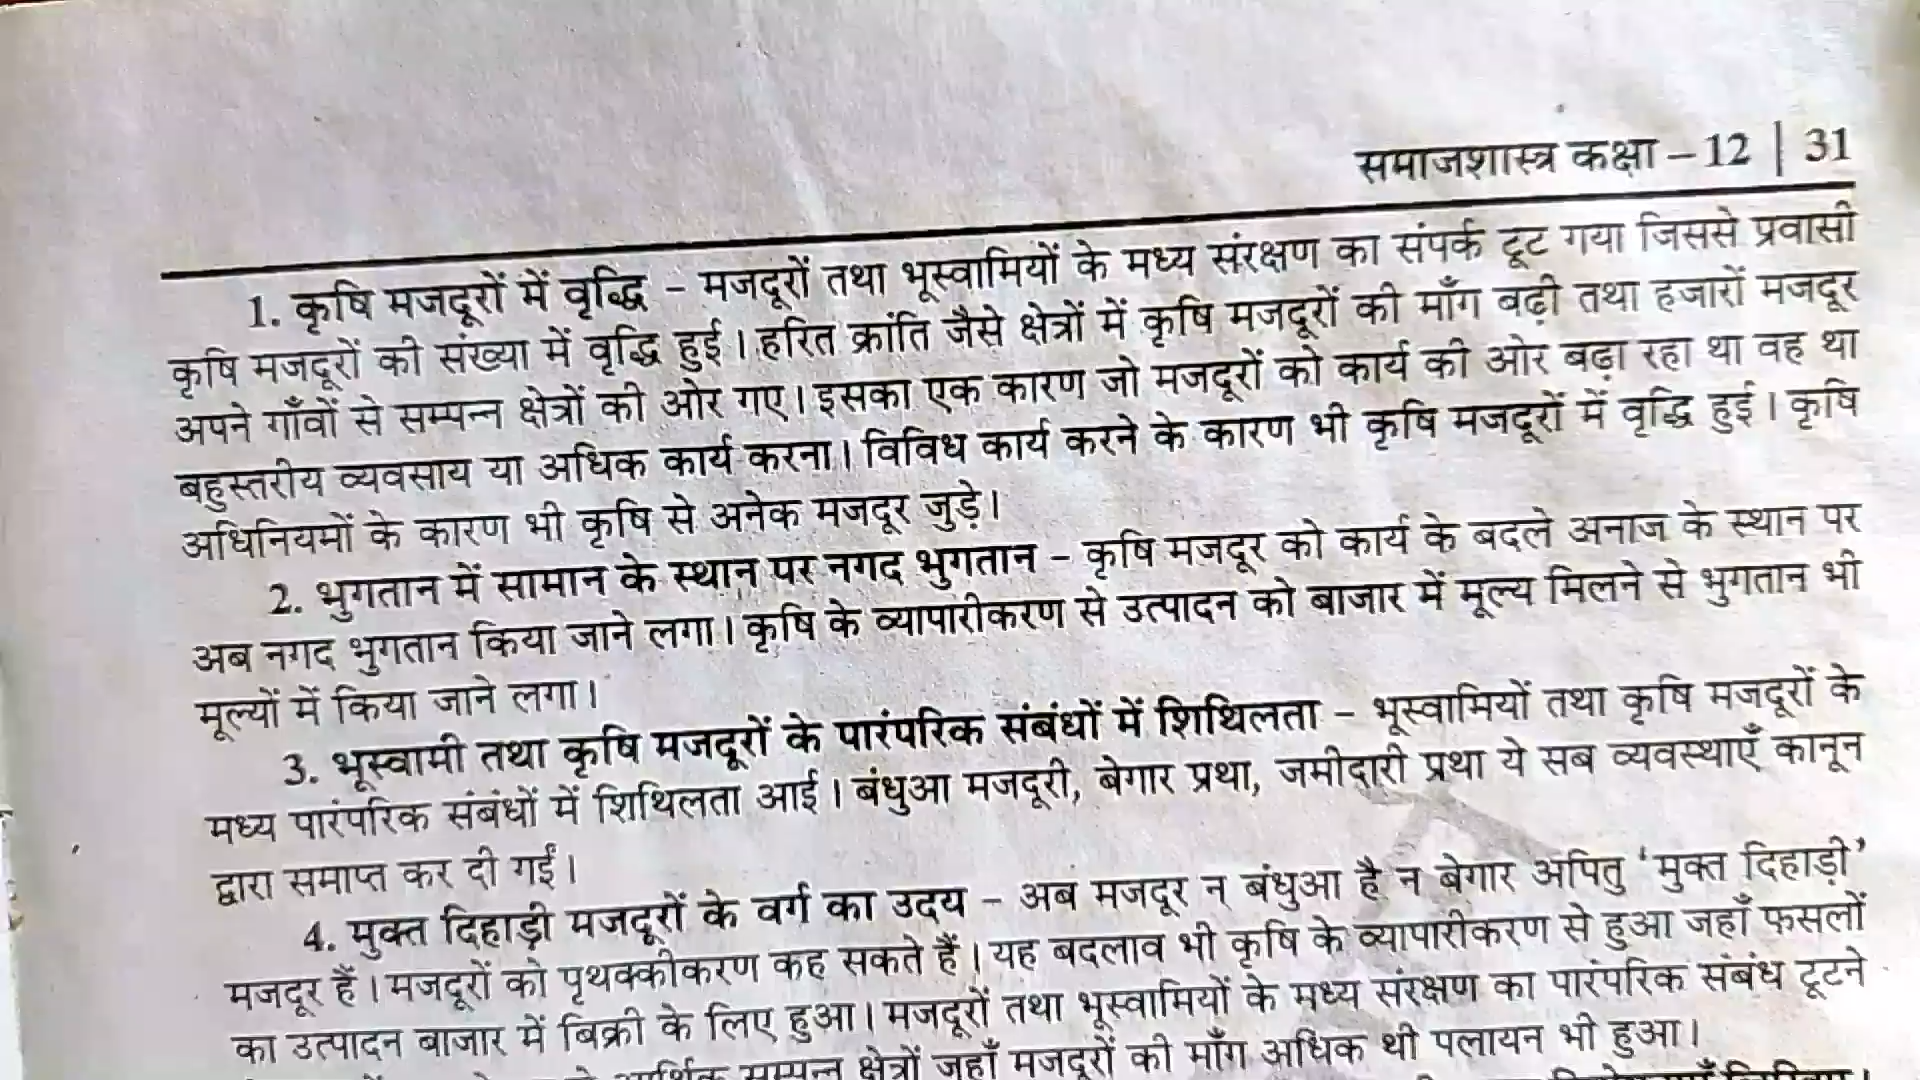 समाजशास्त्र कक्षा – 12 | 31
1. कृषि मजदूरों में वृद्धि – मजदूरों तथा भूस्वामियों के मध्य संरक्षण का संपर्क टूट गया जिससे प्रवासी
कृषि मजदूरों की संख्या में वृद्धि हुई। हरित क्रांति जैसे क्षेत्रों में कृषि मजदूरों की माँग बढ़ी तथा हजारों मजदूर
अपने गाँवों से सम्पन्न क्षेत्रों की ओर गए। इसका एक कारण जो मजदूरों को कार्य की ओर बढ़ा रहा था वह था
बहुस्तरीय व्यवसाय या अधिक कार्य करना। विविध कार्य करने के कारण भी कृषि मजदूरों में वृद्धि हुई। कृषि
अधिनियमों के कारण भी कृषि से अनेक मजदूर जुड़े।
2. भुगतान में सामान के स्थान पर नगद भुगतान – कृषि मजदूर को कार्य के बदले अनाज के स्थान पर
अब नगद भुगतान किया जाने लगा। कृषि के व्यापारीकरण से उत्पादन को बाजार में मूल्य मिलने से भुगतान भी
मूल्यों में किया जाने लगा।
3. भूस्वामी तथा कृषि मजदूरों के पारंपरिक संबंधों में शिथिलता – भूस्वामियों तथा कृषि मजदूरों के
मध्य पारंपरिक संबंधों में शिथिलता आई। बंधुआ मजदूरी, बेगार प्रथा, जमीदारी प्रथा ये सब व्यवस्थाएँ कानून
द्वारा समाप्त कर दी गईं।
4. मुक्त दिहाड़ी मजदूरों के वर्ग का उदय – अब मजदूर न बंधुआ है न बेगार अपितु 'मुक्त दिहाड़ी'
मजदूर हैं। मजदूरों को पृथक्कीकरण कह सकते हैं। यह बदलाव भी कृषि के व्यापारीकरण से हुआ जहाँ फसलों
का उत्पादन बाजार में बिक्री के लिए हुआ। मजदूरों तथा भूस्वामियों के मध्य संरक्षण का पारंपरिक संबंध टूटने
आर्थिक सम्पन्न क्षेत्रों जहाँ मजदूरों की माँग अधिक थी पलायन भी हुआ।